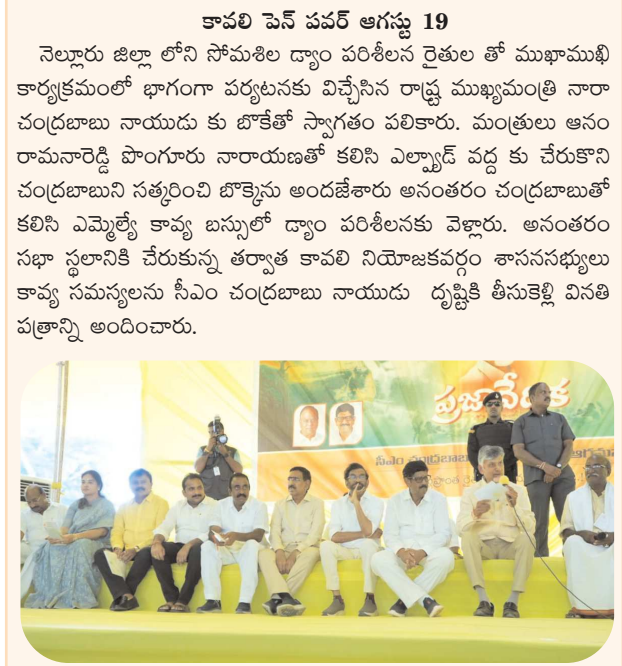 కావలి పెన్ పవర్ ఆగస్టు 19
నెల్లూరు జిల్లా లోని సోమశిల డ్యాం పరిశీలన రైతుల తో ముఖాముఖి
కార్యక్రమంలో భాగంగా పర్యటనకు విచ్చేసిన రాష్ట్ర ముఖ్యమంత్రి నారా
చంద్రబాబు నాయుడు కు బొకేతో స్వాగతం పలికారు. మంత్రులు ఆనం
రామనారెడ్డి పొంగూరు నారాయణతో కలిసి ఎల్ప్యాడ్ వద్ద కు చేరుకొని
చంద్రబాబుని సత్కరించి బొక్కెను అందజేశారు అనంతరం చంద్రబాబుతో
కలిసి ఎమ్మెల్యే కావ్య బస్సులో డ్యాం పరిశీలనకు వెళ్లారు. అనంతరం
సభా స్థలానికి చేరుకున్న తర్వాత కావలి నియోజకవర్గం శాసనసభ్యులు
కావ్య సమస్యలను సీఎం చంద్రబాబు నాయుడు దృష్టికి తీసుకెళ్లి వినతి
పత్రాన్ని అందించారు.
ప్రజావేదిక
సీఎం చంద్రబాబు